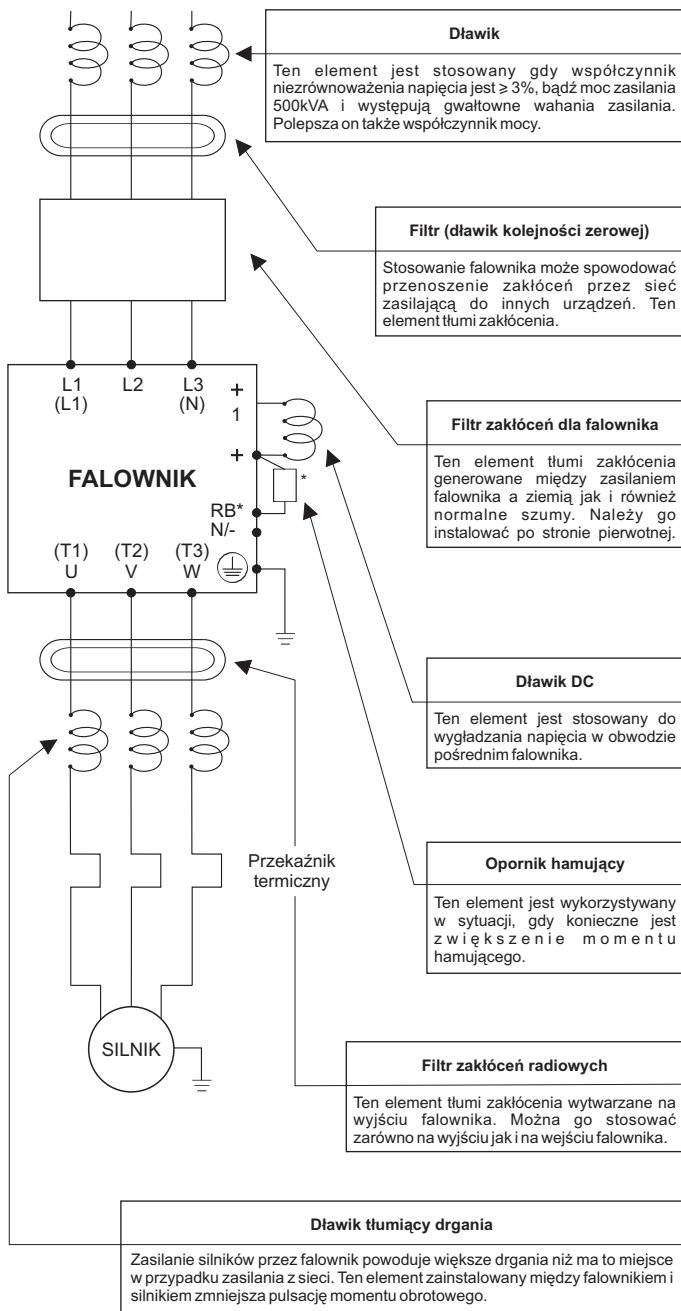 Dławik
Ten element jest stosowany gdy współczynnik
niezrównoważenia napięcia jest ≥ 3%, bądź moc zasilania
500kVA i występują gwałtowne wahania zasilania.
Polepsza on także współczynnik mocy.
Filtr (dławik kolejności zerowej)
Stosowanie falownika może spowodować
przenoszenie zakłóceń przez sieć
zasilającą do innych urządzeń. Ten
element tłumi zakłócenia.
L1 L2 L3 +
(L1) (N) 1
+
FALOWNIK
*
RB*
N/-
(T1) (T2) (T3)
U V W
Filtr zakłóceń dla falownika
Ten element tłumi zakłócenia
generowane między zasilaniem
falownika a ziemią jak i również
normalne szumy. Należy go
instalować po stronie pierwotnej.
Dławik DC
Ten element jest stosowany do
wygładzania napięcia w obwodzie
pośrednim falownika.
Przekaźnik
termiczny
Opornik hamujący
Ten element jest wykorzystywany
w sytuacji, gdy konieczne jest
zwiększenie momentu
hamującego.
SILNIK
Filtr zakłóceń radiowych
Ten element tłumi zakłócenia wytwarzane na
wyjściu falownika. Można go stosować
zarówno na wyjściu jak i na wejściu falownika.
Dławik tłumiący drgania
Zasilanie silników przez falownik powoduje większe drgania niż ma to miejsce
w przypadku zasilania z sieci. Ten element zainstalowany między falownikiem i
silnikiem zmniejsza pulsację momentu obrotowego.